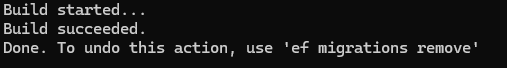 Build started...
Build succeeded.
Done. To undo this action, use 'ef migrations remove'